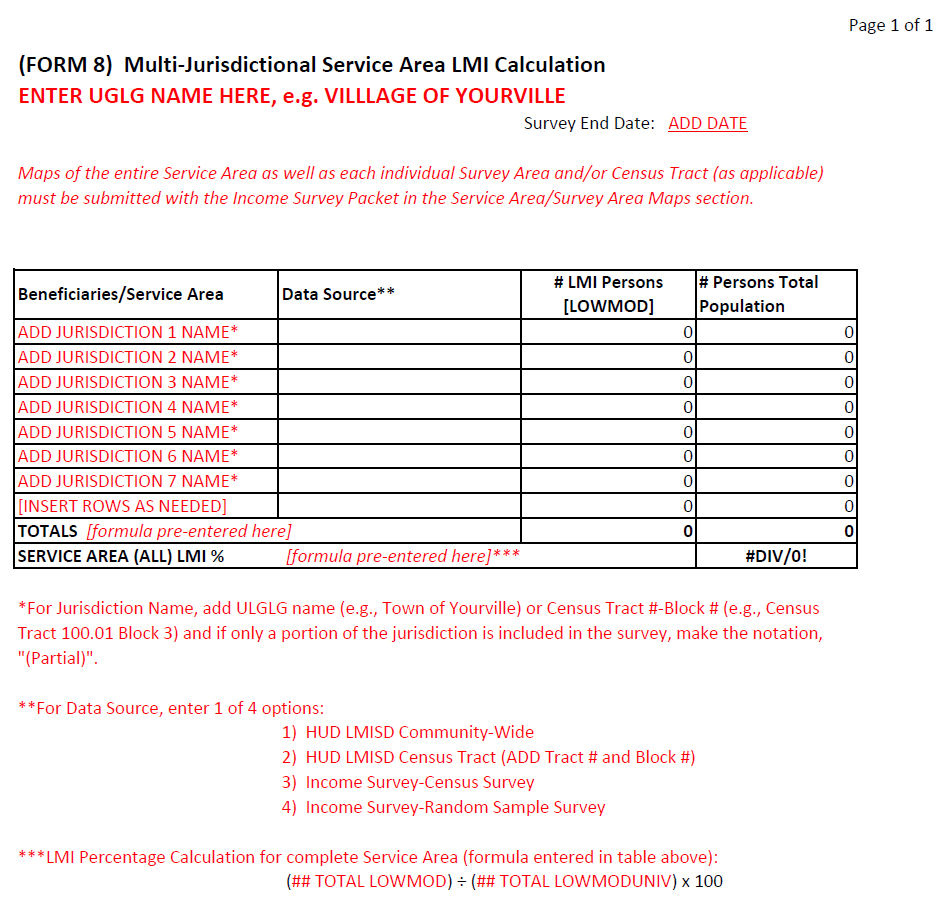 Page 1 of 1
(FORM 8)  Multi-Jurisdictional Service Area LMI Calculation
ENTER UGLG NAME HERE, e.g. VILLLAGE OF YOURVILLE
Survey End Date: ADD DATE
Maps of the entire Service Area as well as each individual Survey Area and/or Census Tract (as applicable)
must be submitted with the Income Survey Packet in the Service Area/Survey Area Maps section.
Beneficiaries/Service Area Data Source** # LMI Persons [LOWMOD] # Persons Total Population
ADD JURISDICTION 1 NAME* 0 0
ADD JURISDICTION 2 NAME* 0 0
ADD JURISDICTION 3 NAME* 0 0
ADD JURISDICTION 4 NAME* 0 0
ADD JURISDICTION 5 NAME* 0 0
ADD JURISDICTION 6 NAME* 0 0
ADD JURISDICTION 7 NAME* 0 0
[INSERT ROWS AS NEEDED] 0 0
TOTALS [formula pre-entered here] 0 0
SERVICE AREA (ALL) LMI % [formula pre-entered here]*** #DIV/0!
*For Jurisdiction Name, add ULGLG name (e.g., Town of Yourville) or Census Tract #-Block # (e.g., Census
Tract 100.01 Block 3) and if only a portion of the jurisdiction is included in the survey, make the notation,
"(Partial)".
**For Data Source, enter 1 of 4 options:
1) HUD LMISD Community-Wide
2) HUD LMISD Census Tract (ADD Tract # and Block #)
3) Income Survey-Census Survey
4) Income Survey-Random Sample Survey
***LMI Percentage Calculation for complete Service Area (formula entered in table above):
(## TOTAL LOWMOD) ÷ (## TOTAL LOWMODUNIV) x 100